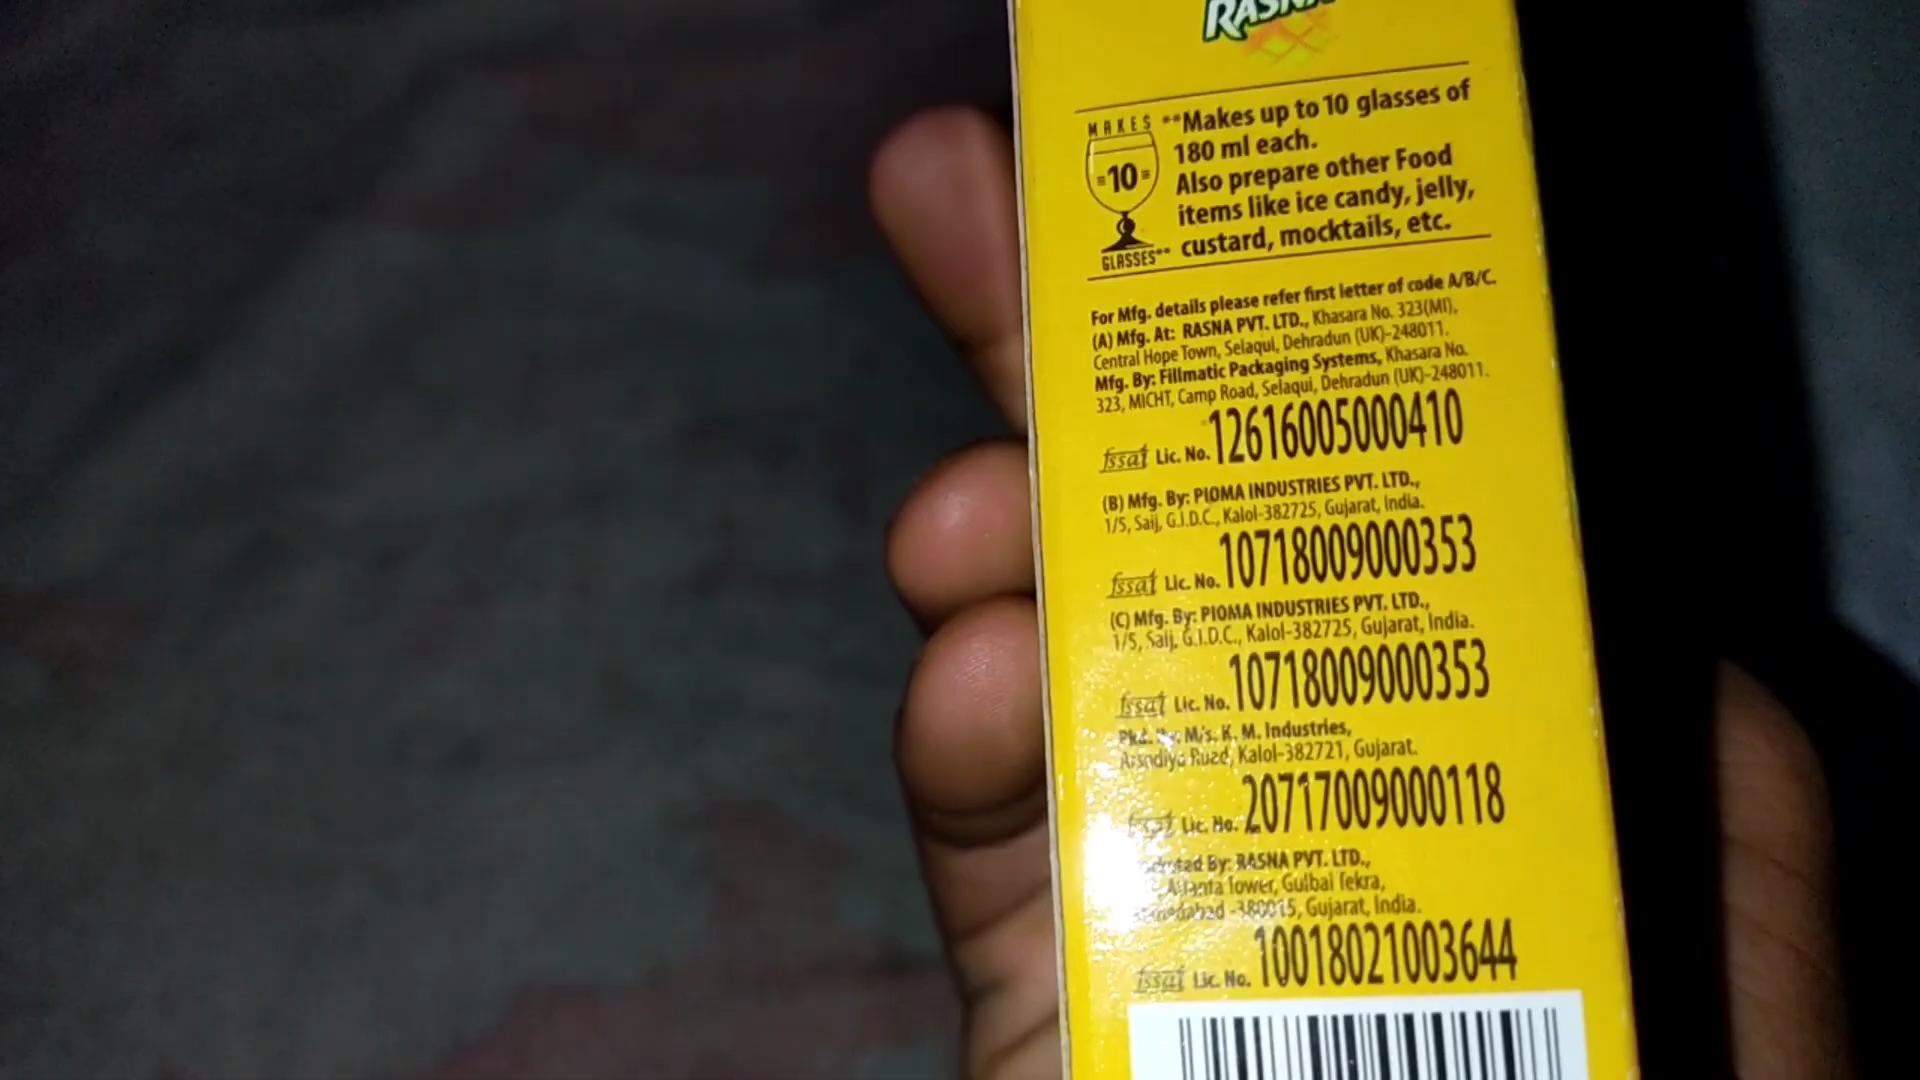 RASNA
MAKES
10
GLASSES**
**Makes up to 10 glasses of
180 ml each.
Also prepare other Food
items like ice candy, jelly,
custard, mocktails, etc.
For Mfg. details please refer first letter of code A/B/C.
(A) Mfg. At: RASNA PVT. LTD., Khasara No. 323(MI),
Central Hope Town, Selaqui, Dehradun (UK)-248011.
Mfg. By: Fillmatic Packaging Systems, Khasara No.
323, MICHT, Camp Road, Selaqui, Dehradun (UK)-248011.
fssai Lic. No. 12616005000410
(B) Mfg. By: PIOMA INDUSTRIES PVT. LTD.,
1/5, Saij, G.I.D.C., Kalol-382725, Gujarat, India.
fssai Lic. No. 10718009000353
(C) Mfg. By: PIOMA INDUSTRIES PVT. LTD.,
1/5, Saij, G.I.D.C., Kalol-382725, Gujarat, India.
fssai Lic. No. 10718009000353
Pkd. By: M/s. K. M. Industries,
Kalol-382721, Gujarat.
fssai Lic. No. 20717009000118
By: RASNA PVT. LTD.,
Tower, Gulbai Tekra,
-380015, Gujarat, India.
fssai Lic. No. 10018021003644